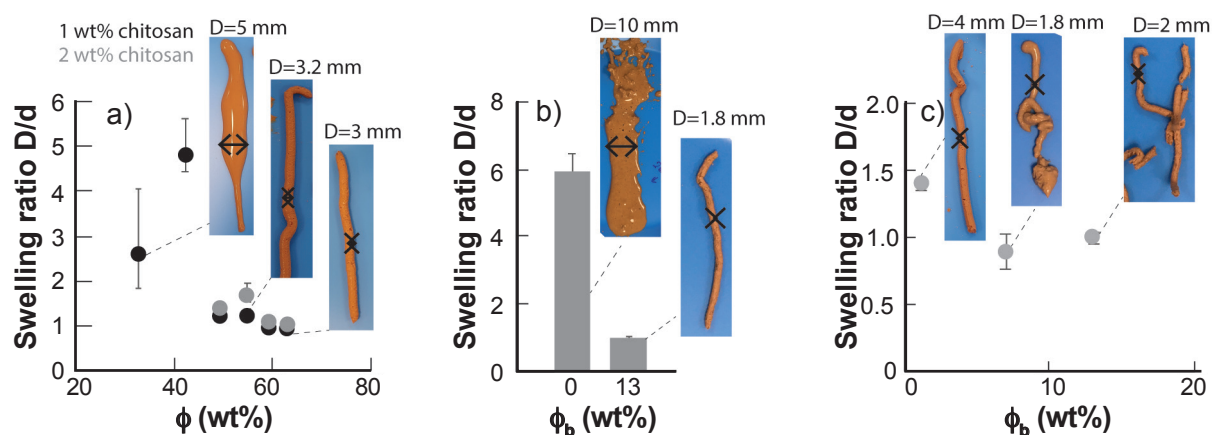 1 wt% chitosan
2 wt% chitosan
D=5 mm
D=3.2 mm
D=3 mm
a)
Swelling ratio D/d
6
5
4
3
2
1
0
20
40
60
80
ϕ (wt%)
D=10 mm
D=1.8 mm
b)
Swelling ratio D/d
8
6
4
2
0
0
13
ϕb (wt%)
D=4 mm
D=1.8 mm
D=2 mm
c)
Swelling ratio D/d
2.0
1.5
1.0
0.5
0
0
10
20
ϕb (wt%)